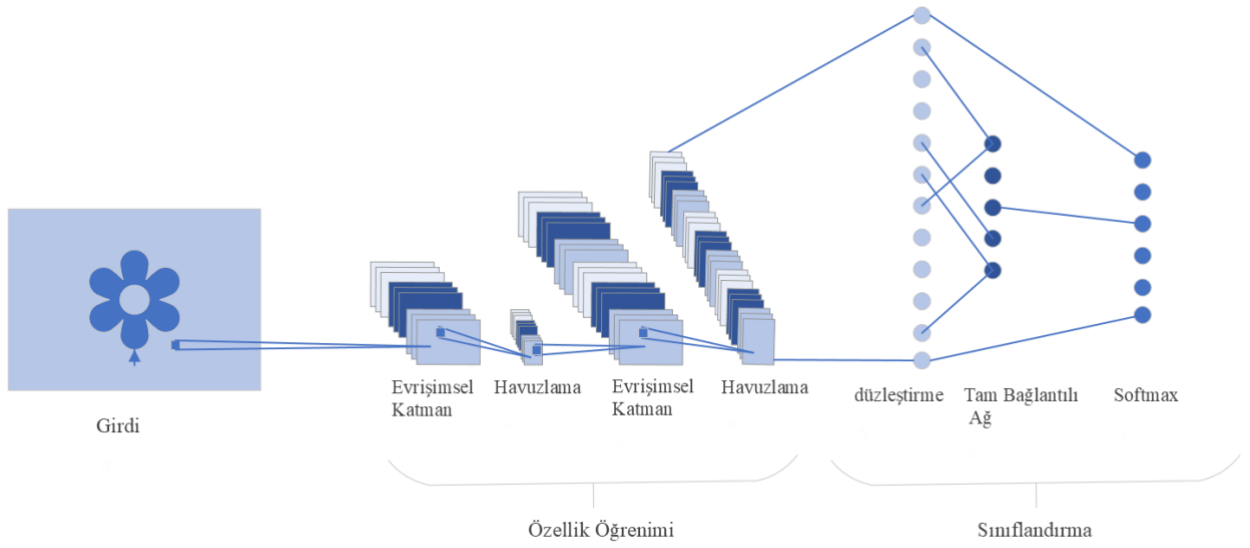 Girdi
Evrişimsel
Katman
Havuzlama
Evrişimsel
Katman
Havuzlama
düzleştirme
Tam Bağlantılı
Ağ
Softmax
Özellik Öğrenimi
Sınıflandırma